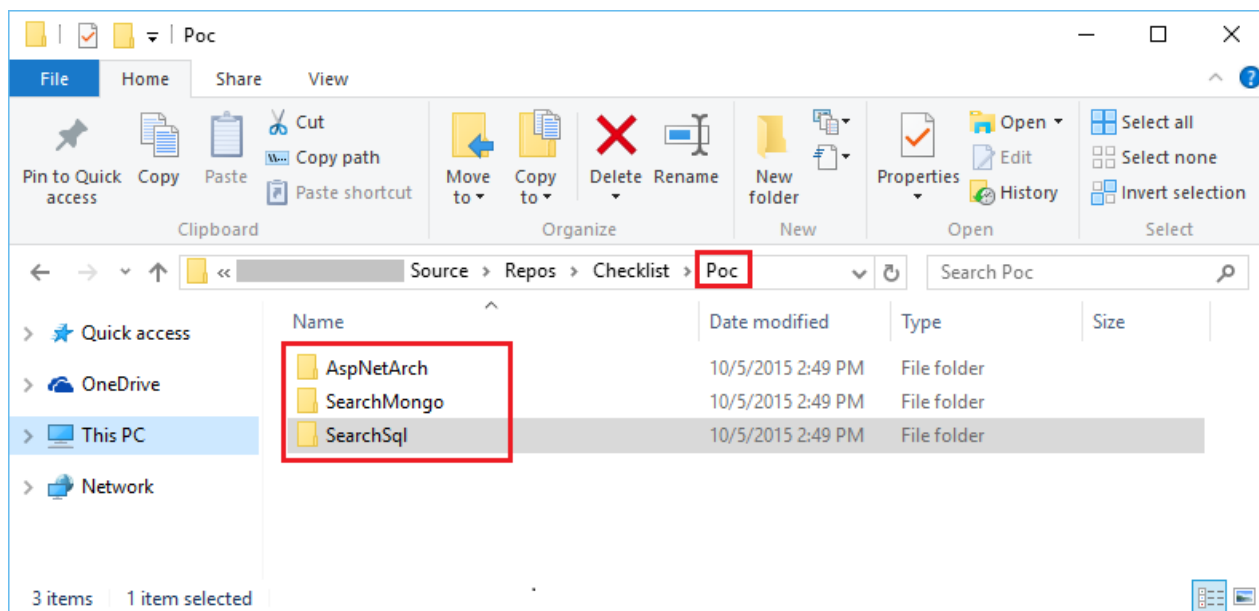 Poc
File Home Share View
Pin to Quick access
Copy
Paste
Cut
Copy path
Paste shortcut
Clipboard
Move to
Copy to
Delete
Rename
Organize
New folder
New
Properties
Open
Edit
History
Open
Select all
Select none
Invert selection
Select
« Source > Repos > Checklist > Poc
Search Poc
Quick access
OneDrive
This PC
Network
Name Date modified Type Size
AspNetArch 10/5/2015 2:49 PM File folder
SearchMongo 10/5/2015 2:49 PM File folder
SearchSql 10/5/2015 2:49 PM File folder
3 items 1 item selected